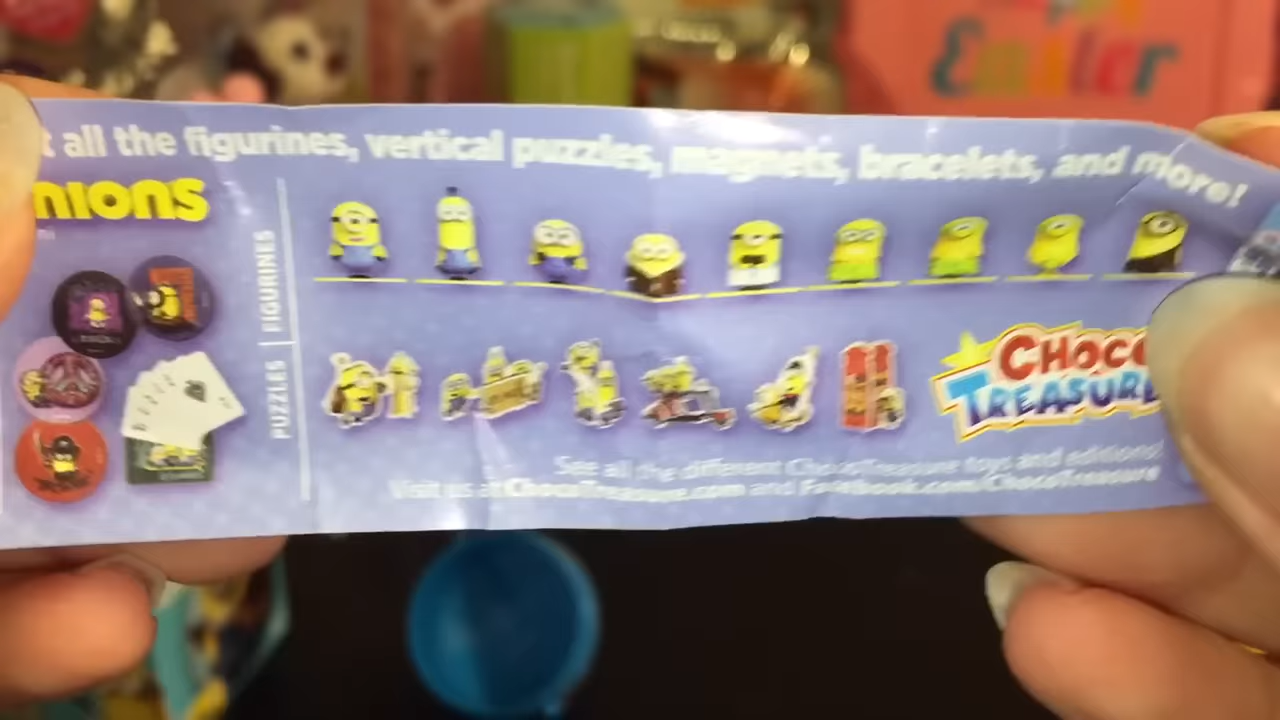 Easter
t all the figurines, vertical puzzles, magnets, bracelets, and more!
nions
FIGURINES
PUZZLES
CHOCO
TREASURE
See all the different ChocoTreasure toys and editions!
Visit us at ChocoTreasure.com and Facebook.com/ChocoTreasure